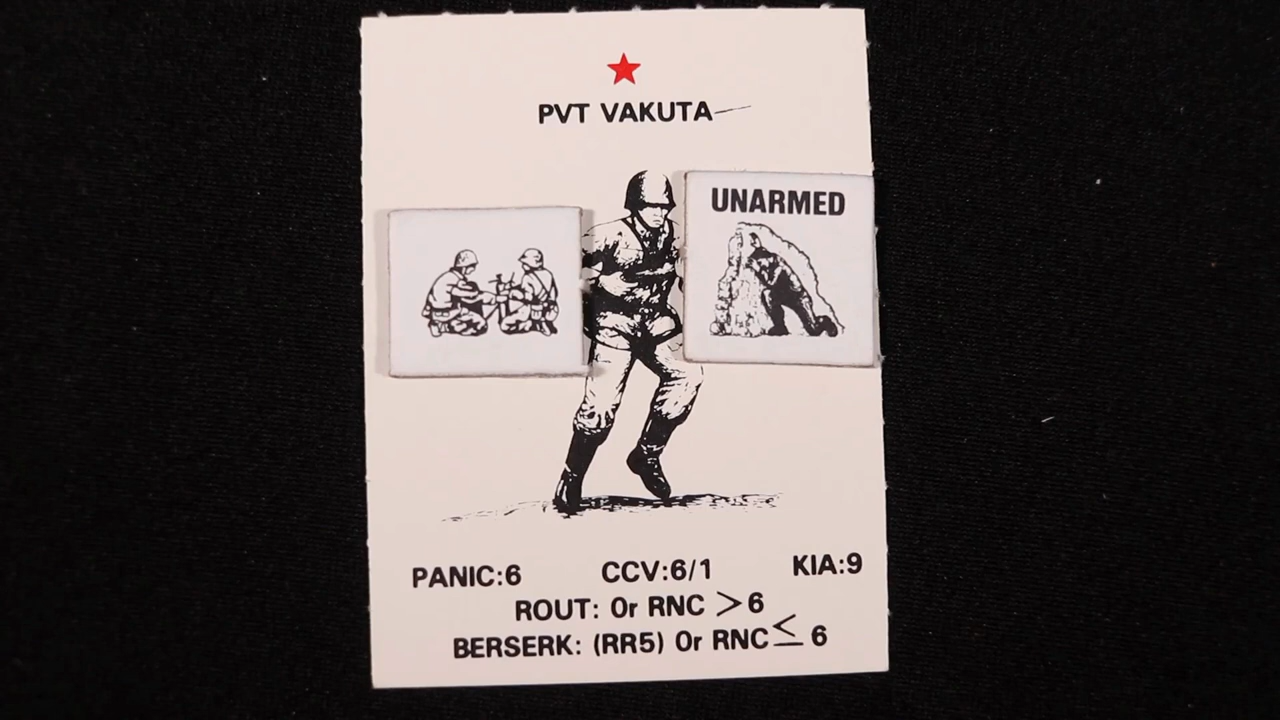 PVT VAKUTA
UNARMED
PANIC:6 CCV:6/1 KIA:9
ROUT: Or RNC > 6
BERSERK: (RR5) Or RNC ≤ 6